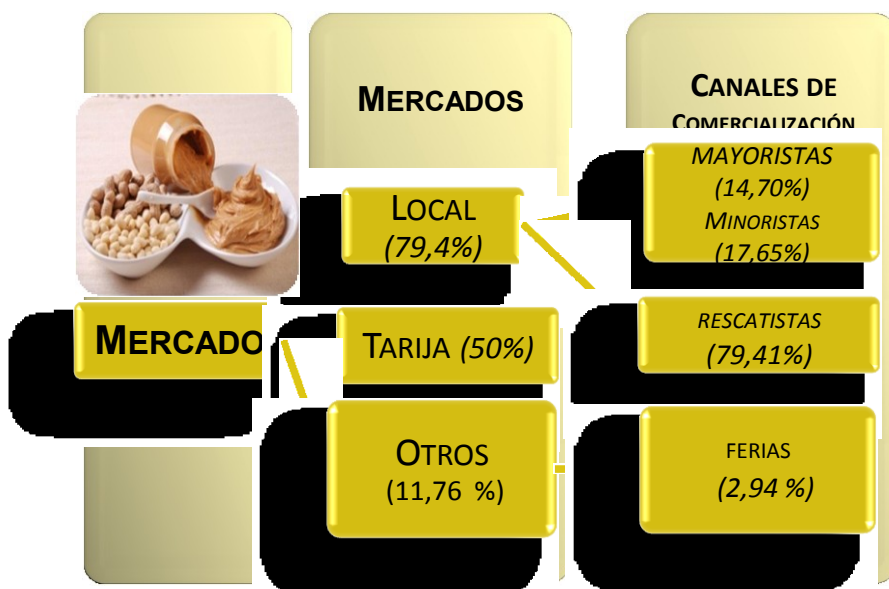 MERCADOS
CANALES DE
COMERCIALIZACIÓN
MERCADO
LOCAL
(79,4%)
TARIJA (50%)
OTROS
(11,76 %)
MAYORISTAS
(14,70%)
MINORISTAS
(17,65%)
RESCATISTAS
(79,41%)
FERIAS
(2,94 %)